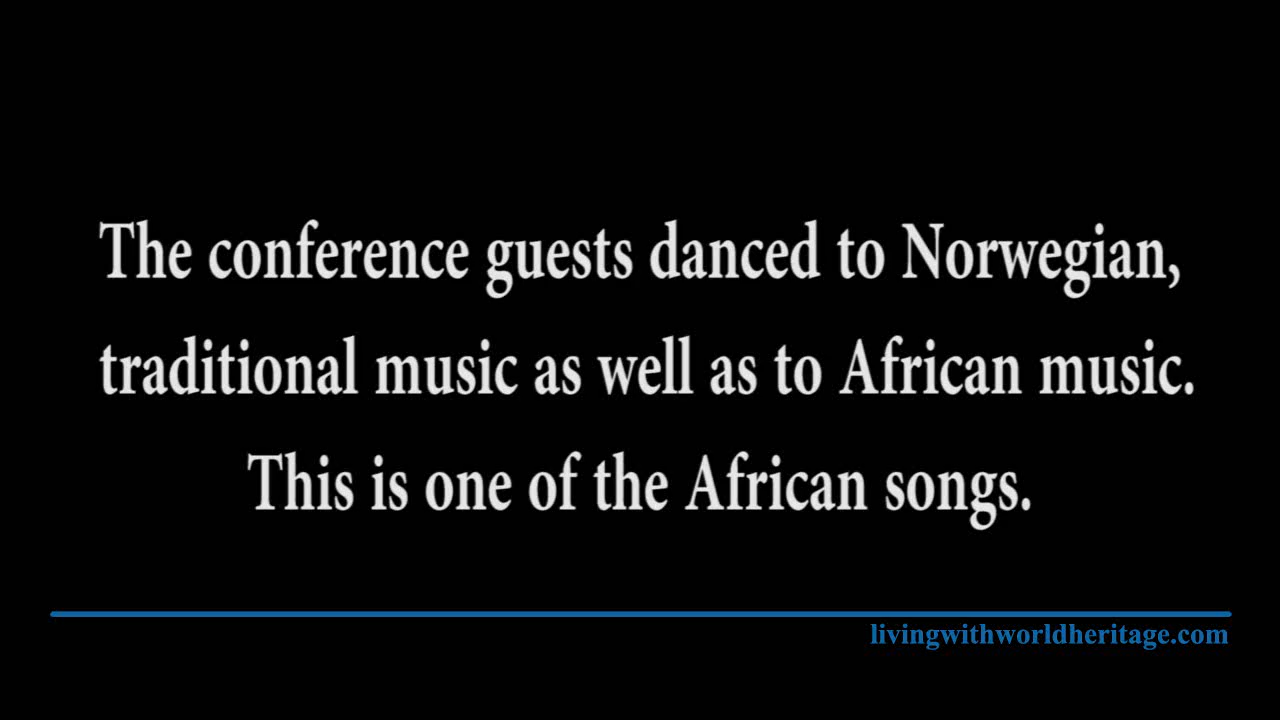 The conference guests danced to Norwegian,
traditional music as well as to African music.
This is one of the African songs.
livingwithworldheritage.com